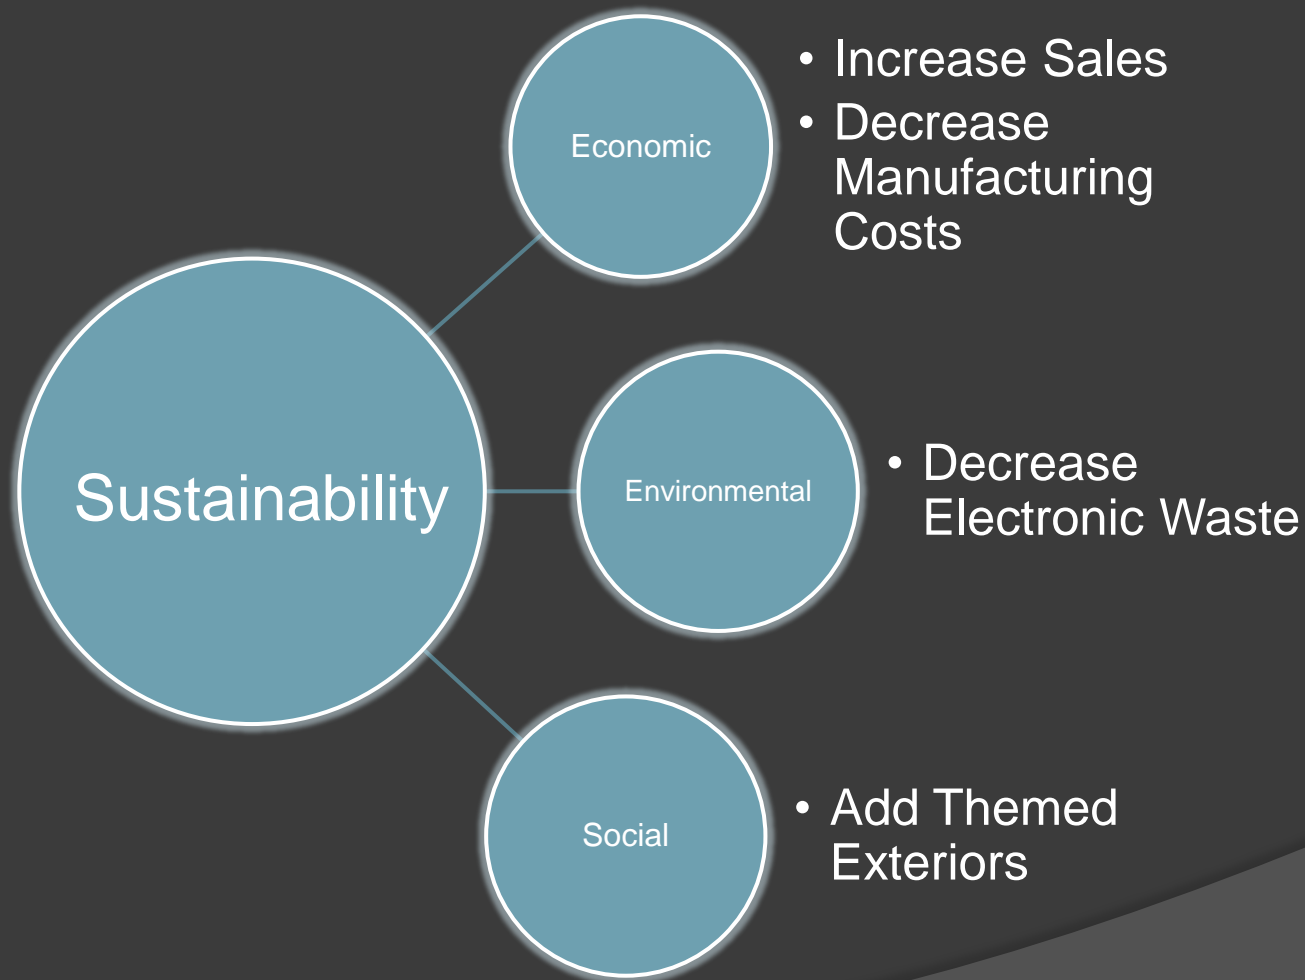 Sustainability
Economic
• Increase Sales
• Decrease
Manufacturing
Costs
Environmental
• Decrease
Electronic Waste
Social
• Add Themed
Exteriors